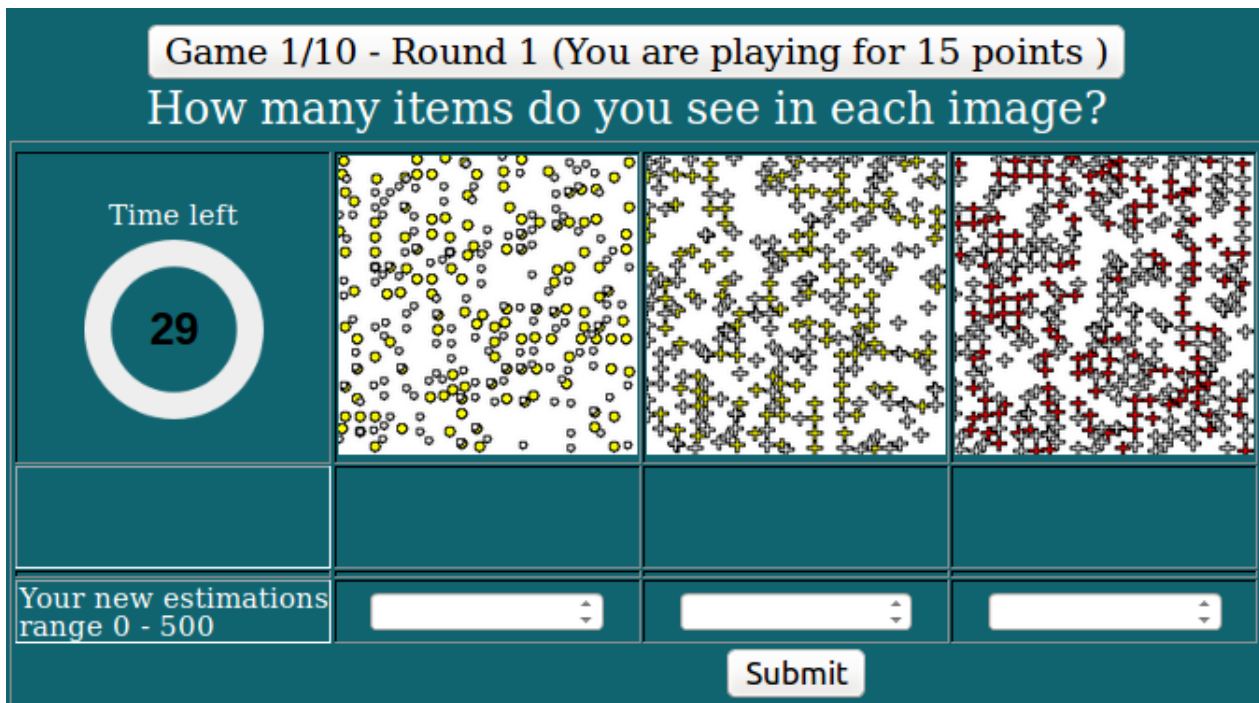 Game 1/10 - Round 1 (You are playing for 15 points )
How many items do you see in each image?
Time left
29
Your new estimations
range 0 - 500
Submit